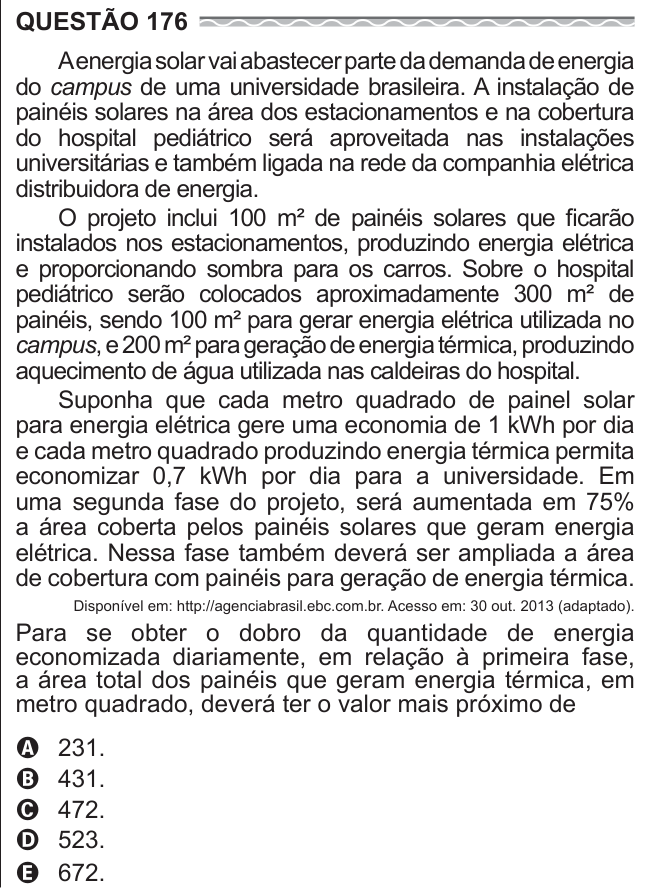 QUESTÃO 176
A energia solar vai abastecer parte da demanda de energia
do campus de uma universidade brasileira. A instalação de
painéis solares na área dos estacionamentos e na cobertura
do hospital pediátrico será aproveitada nas instalações
universitárias e também ligada na rede da companhia elétrica
distribuidora de energia.
O projeto inclui 100 m² de painéis solares que ficarão
instalados nos estacionamentos, produzindo energia elétrica
e proporcionando sombra para os carros. Sobre o hospital
pediátrico serão colocados aproximadamente 300 m² de
painéis, sendo 100 m² para gerar energia elétrica utilizada no
campus, e 200 m² para geração de energia térmica, produzindo
aquecimento de água utilizada nas caldeiras do hospital.
Suponha que cada metro quadrado de painel solar
para energia elétrica gere uma economia de 1 kWh por dia
e cada metro quadrado produzindo energia térmica permita
economizar 0,7 kWh por dia para a universidade. Em
uma segunda fase do projeto, será aumentada em 75%
a área coberta pelos painéis solares que geram energia
elétrica. Nessa fase também deverá ser ampliada a área
de cobertura com painéis para geração de energia térmica.
Disponível em: http://agenciabrasil.ebc.com.br. Acesso em: 30 out. 2013 (adaptado).
Para se obter o dobro da quantidade de energia
economizada diariamente, em relação à primeira fase,
a área total dos painéis que geram energia térmica, em
metro quadrado, deverá ter o valor mais próximo de
A 231.
B 431.
C 472.
D 523.
E 672.